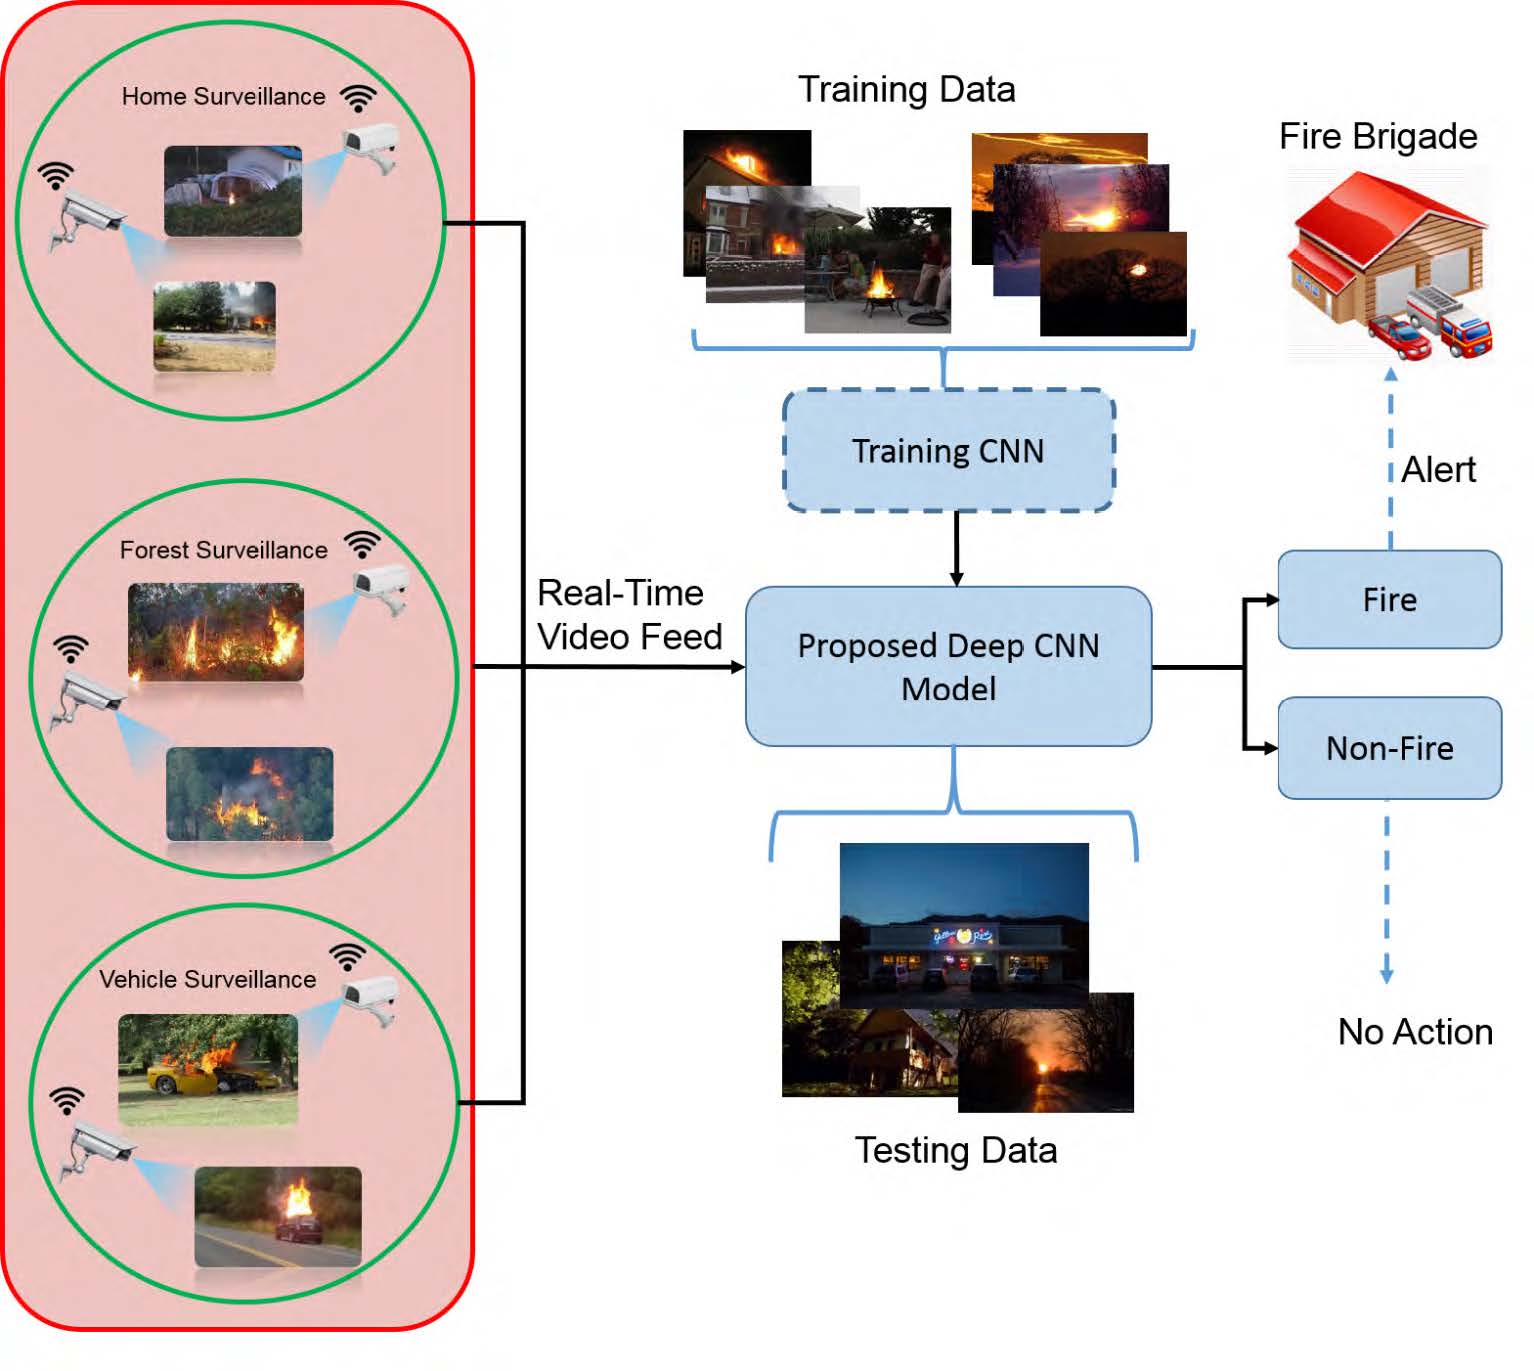 Home Surveillance
Forest Surveillance
Vehicle Surveillance
Real-Time
Video Feed
Training Data
Training CNN
Proposed Deep CNN
Model
Testing Data
Fire Brigade
Alert
Fire
Non-Fire
No Action